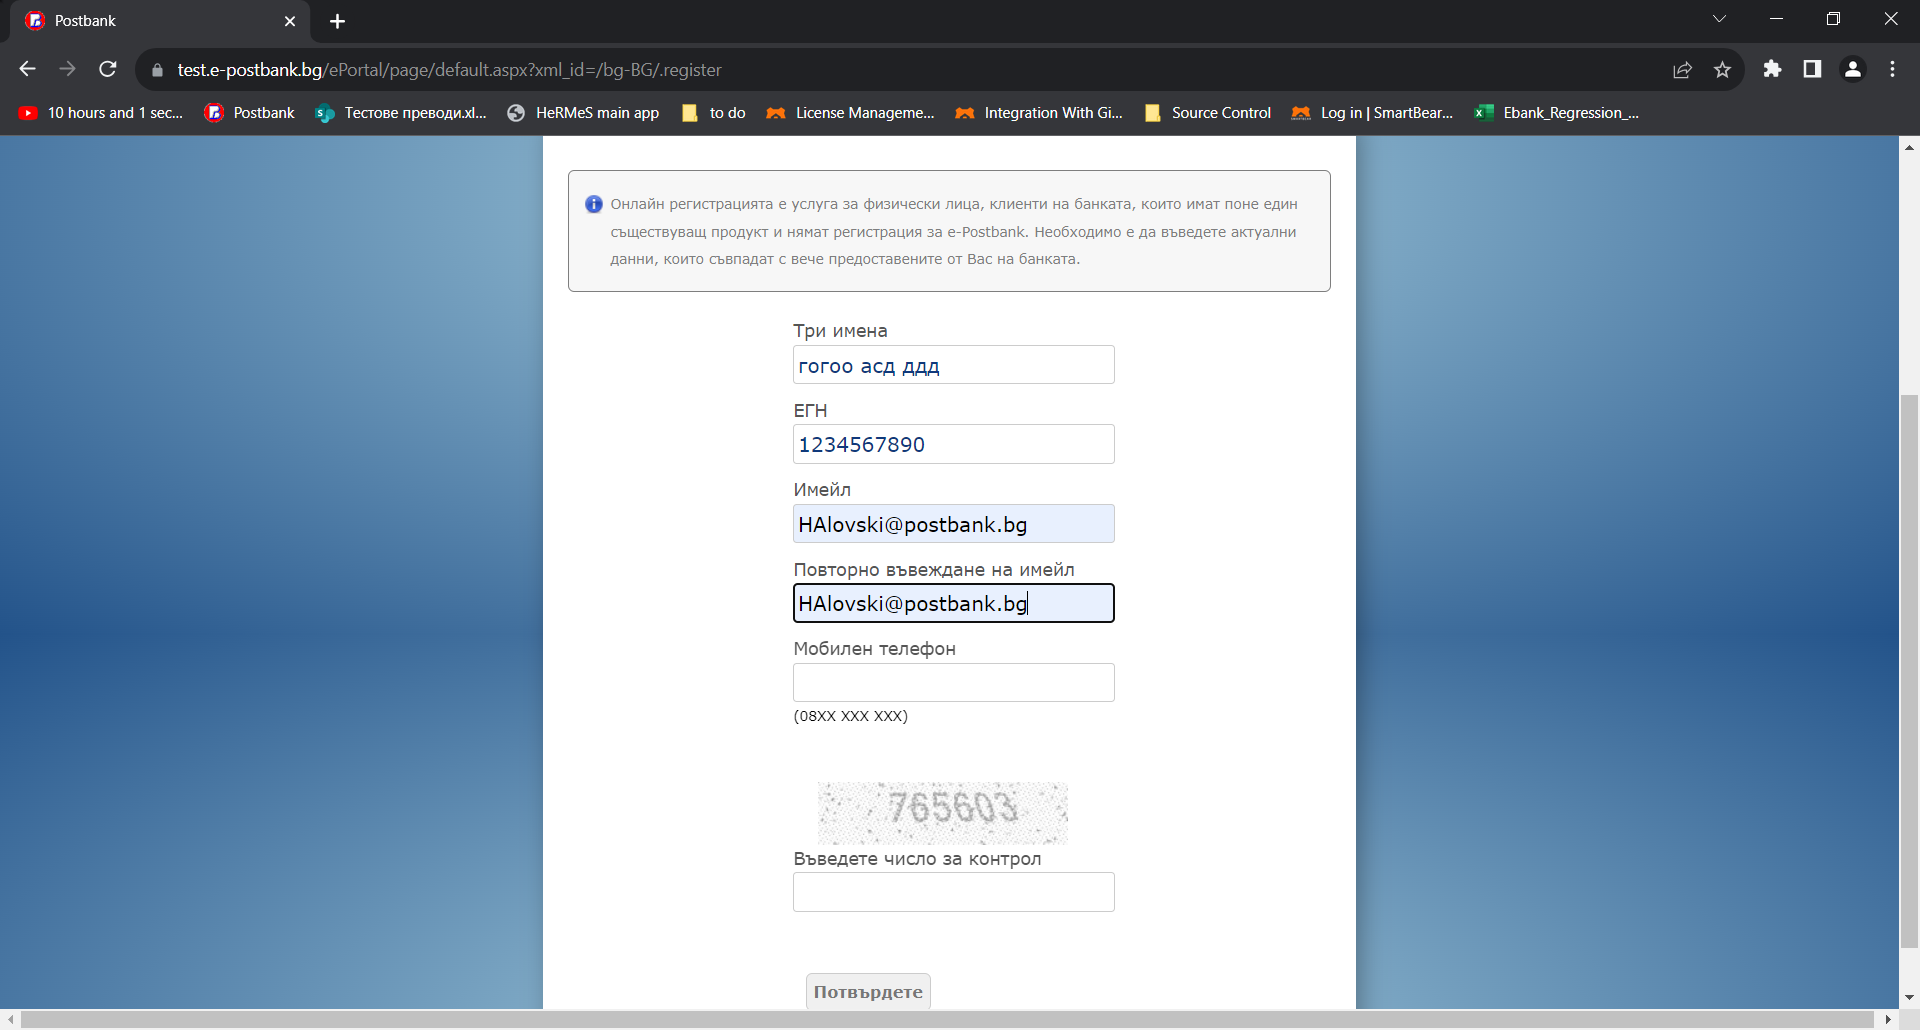 Postbank
test.e-postbank.bg/ePortal/page/default.aspx?xml_id=/bg-BG/.register
10 hours and 1 sec... Postbank Тестове преводи.xl... HeRMeS main app to do License Manageme... Integration With Gi... Source Control Log in | SmartBear... Ebank_Regression_...
Онлайн регистрацията е услуга за физически лица, клиенти на банката, които имат поне един
съществуващ продукт и нямат регистрация за e-Postbank. Необходимо е да въведете актуални
данни, които съвпадат с вече предоставените от Вас на банката.
Три имена
гогоо асд ддд
ЕГН
1234567890
Имейл
HAlovski@postbank.bg
Повторно въвеждане на имейл
HAlovski@postbank.bg
Мобилен телефон
(08XX XXX XXX)
765603
Въведете число за контрол
Потвърдете